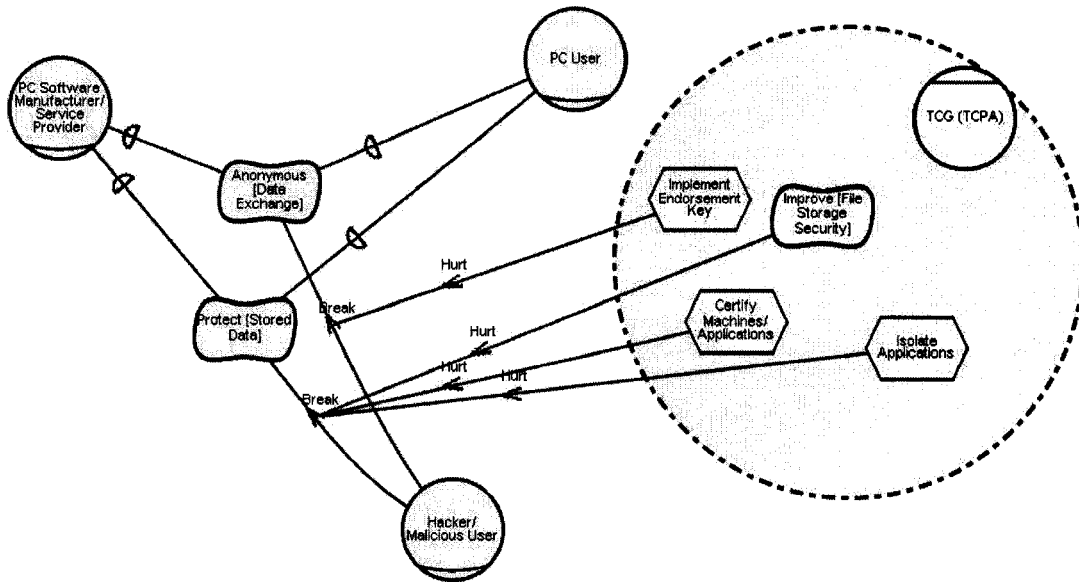 PC Software
Manufacturer/
Service
Provider
PC User
TCG (TCPA)
Anonymous
[Data
Exchange]
Implement
Endorsement
Key
Improve [File
Storage
Security]
Hurt
Break
Protect [Stored
Data]
Certify
Machines/
Applications
Isolate
Applications
Hurt
Hurt
Hurt
Break
Hacker/
Malicious User